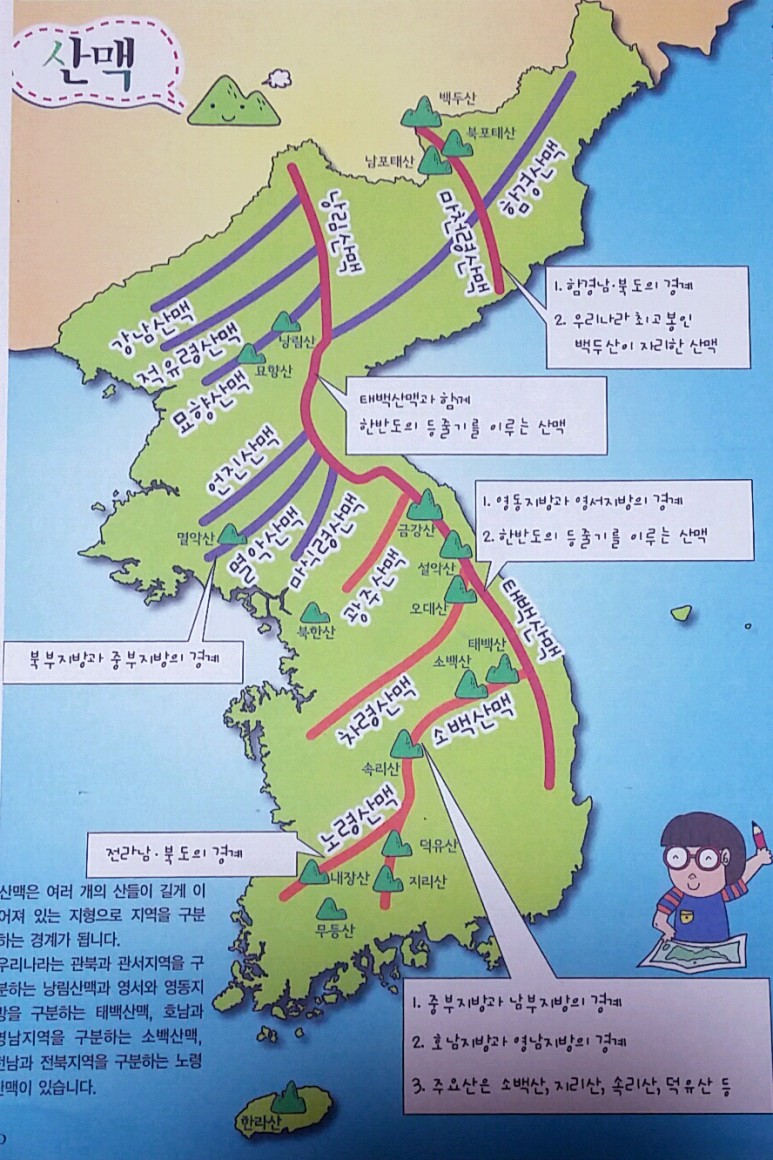 산맥
백두산
북포태산
남포태산
함경산맥
마천령산맥
낭림산맥
1. 함경남·북도의 경계
2. 우리나라 최고봉인
백두산이 자리한 산맥
강남산맥
적유령산맥
묘향산맥
낭림산
묘향산
태백산맥과 함께
한반도의 등줄기를 이루는 산맥
언진산맥
멸악산
멸악산맥
마식령산맥
광주산맥
금강산
설악산
오대산
1. 영동지방과 영서지방의 경계
2. 한반도의 등줄기를 이루는 산맥
태백산맥
북한산
북부지방과 중부지방의 경계
태백산
소백산
차령산맥
소백산맥
속리산
노령산맥
전라남·북도의 경계
덕유산
내장산
지리산
무등산
산맥은 여러 개의 산들이 길게 이
어져 있는 지형으로 지역을 구분
하는 경계가 됩니다.
우리나라는 관북과 관서지역을 구
분하는 낭림산맥과 영서와 영동지
방을 구분하는 태백산맥, 호남과
영남지역을 구분하는 소백산맥,
전남과 전북지역을 구분하는 노령
산맥이 있습니다.
1. 중부지방과 남부지방의 경계
2. 호남지방과 영남지방의 경계
3. 주요산은 소백산, 지리산, 속리산, 덕유산 등
한라산